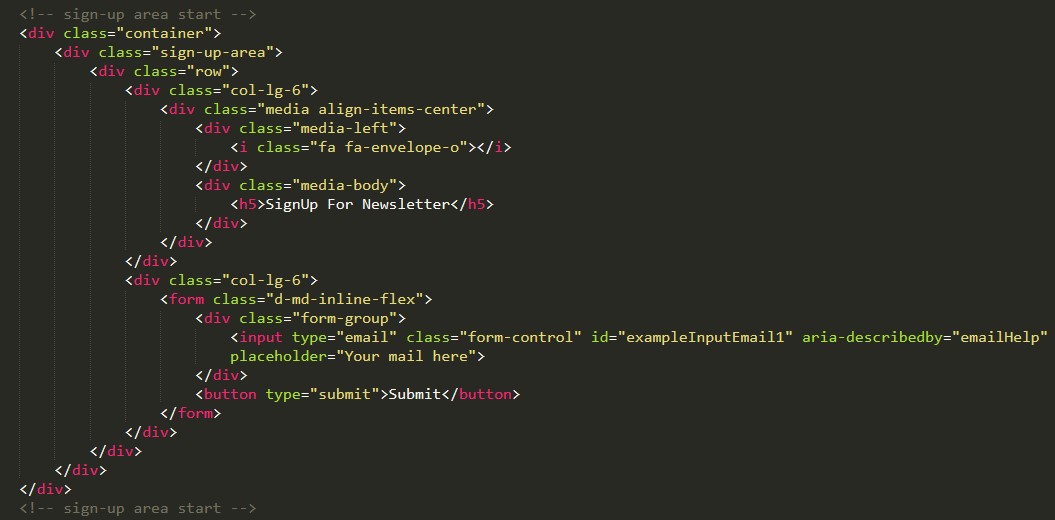 <!-- sign-up area start -->
<div class="container">
    <div class="sign-up-area">
        <div class="row">
            <div class="col-lg-6">
                <div class="media align-items-center">
                    <div class="media-left">
                        <i class="fa fa-envelope-o"></i>
                    </div>
                    <div class="media-body">
                        <h5>SignUp For Newsletter</h5>
                    </div>
                </div>
            </div>
            <div class="col-lg-6">
                <form class="d-md-inline-flex">
                    <div class="form-group">
                        <input type="email" class="form-control" id="exampleInputEmail1" aria-describedby="emailHelp"
                        placeholder="Your mail here">
                    </div>
                    <button type="submit">Submit</button>
                </form>
            </div>
        </div>
    </div>
</div>
<!-- sign-up area start -->